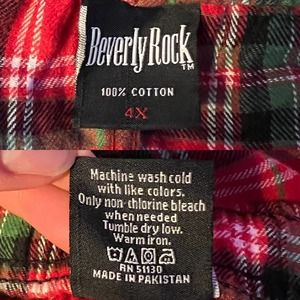 Beverly Rock
TM
100% COTTON
4X
Machine wash cold
with like colors.
Only non-chlorine bleach
when needed
Tumble dry low.
Warm iron.
RN 51130
MADE IN PAKISTAN